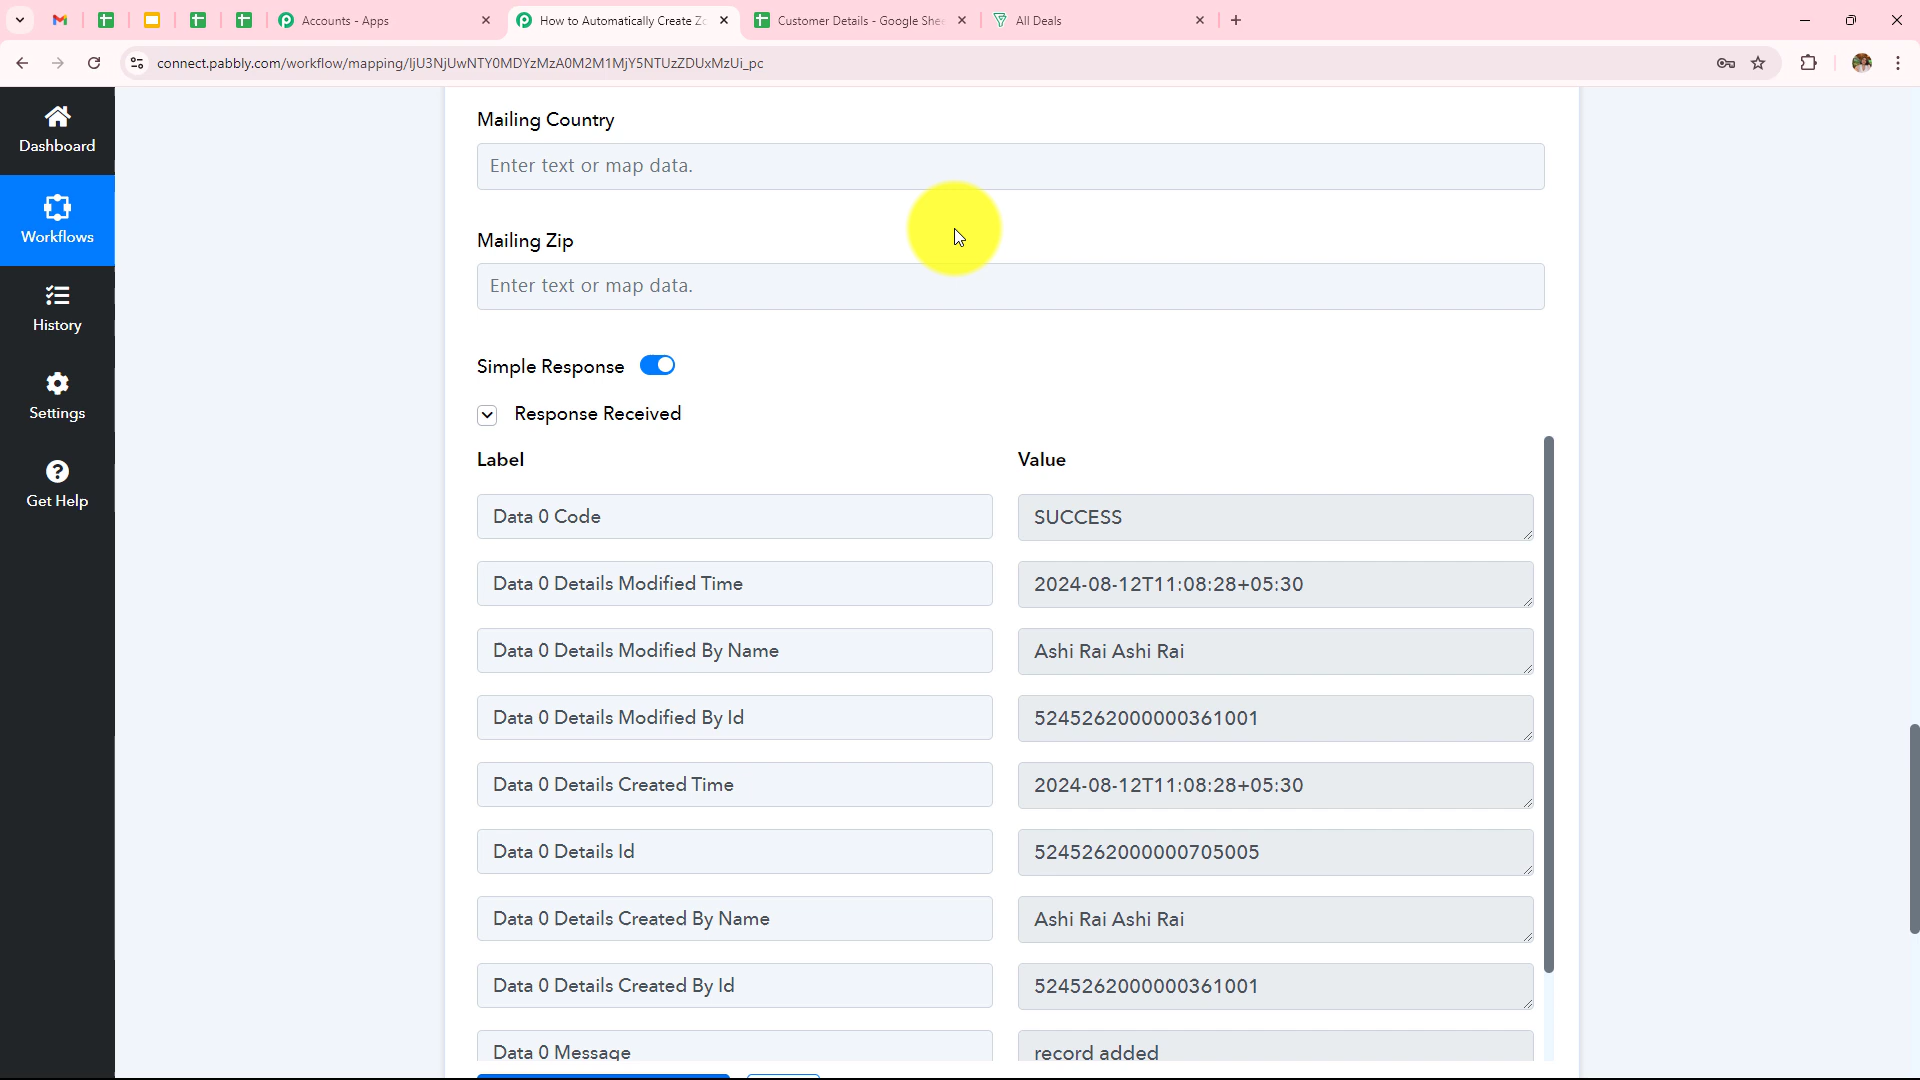 Accounts - Apps
How to Automatically Create Zo
Customer Details - Google She
All Deals
connect.pabbly.com/workflow/mapping/IjU3NjUwNTY0MDYzMzA0M2M1MjY5NTUzZDUxMzUi_pc
Dashboard
Workflows
History
Settings
Get Help
Mailing Country
Enter text or map data.
Mailing Zip
Enter text or map data.
Simple Response
Response Received
Label Value
Data 0 Code SUCCESS
Data 0 Details Modified Time 2024-08-12T11:08:28+05:30
Data 0 Details Modified By Name Ashi Rai Ashi Rai
Data 0 Details Modified By Id 5245262000000361001
Data 0 Details Created Time 2024-08-12T11:08:28+05:30
Data 0 Details Id 5245262000000705005
Data 0 Details Created By Name Ashi Rai Ashi Rai
Data 0 Details Created By Id 5245262000000361001
Data 0 Message record added